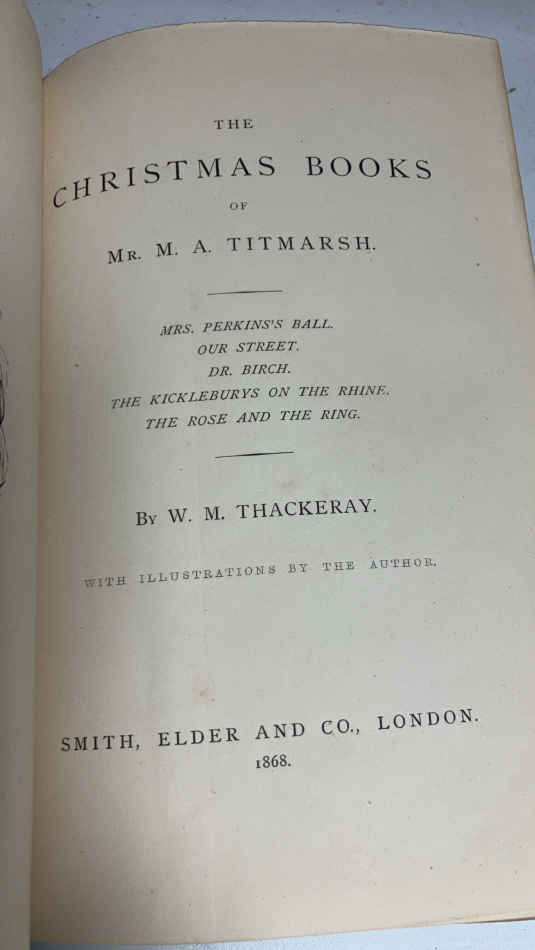 THE
CHRISTMAS BOOKS
OF
MR. M. A. TITMARSH.
MRS. PERKINS'S BALL.
OUR STREET.
DR. BIRCH.
THE KICKLEBURYS ON THE RHINE.
THE ROSE AND THE RING.
BY W. M. THACKERAY.
WITH ILLUSTRATIONS BY THE AUTHOR.
SMITH, ELDER AND CO., LONDON.
1868.